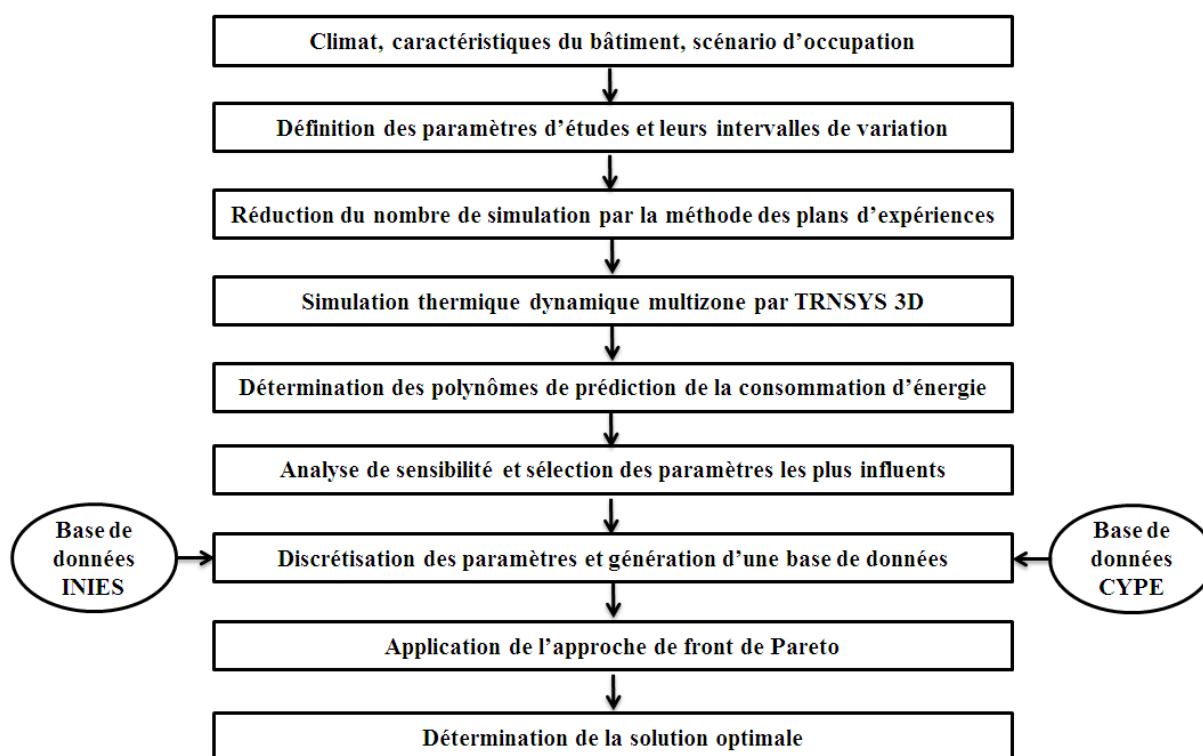 Climat, caractéristiques du bâtiment, scénario d’occupation
Définition des paramètres d’études et leurs intervalles de variation
Réduction du nombre de simulation par la méthode des plans d’expériences
Simulation thermique dynamique multizone par TRNSYS 3D
Détermination des polynômes de prédiction de la consommation d’énergie
Analyse de sensibilité et sélection des paramètres les plus influents
Base de
données
INIES
Discrétisation des paramètres et génération d’une base de données
Base de
données
CYPE
Application de l’approche de front de Pareto
Détermination de la solution optimale